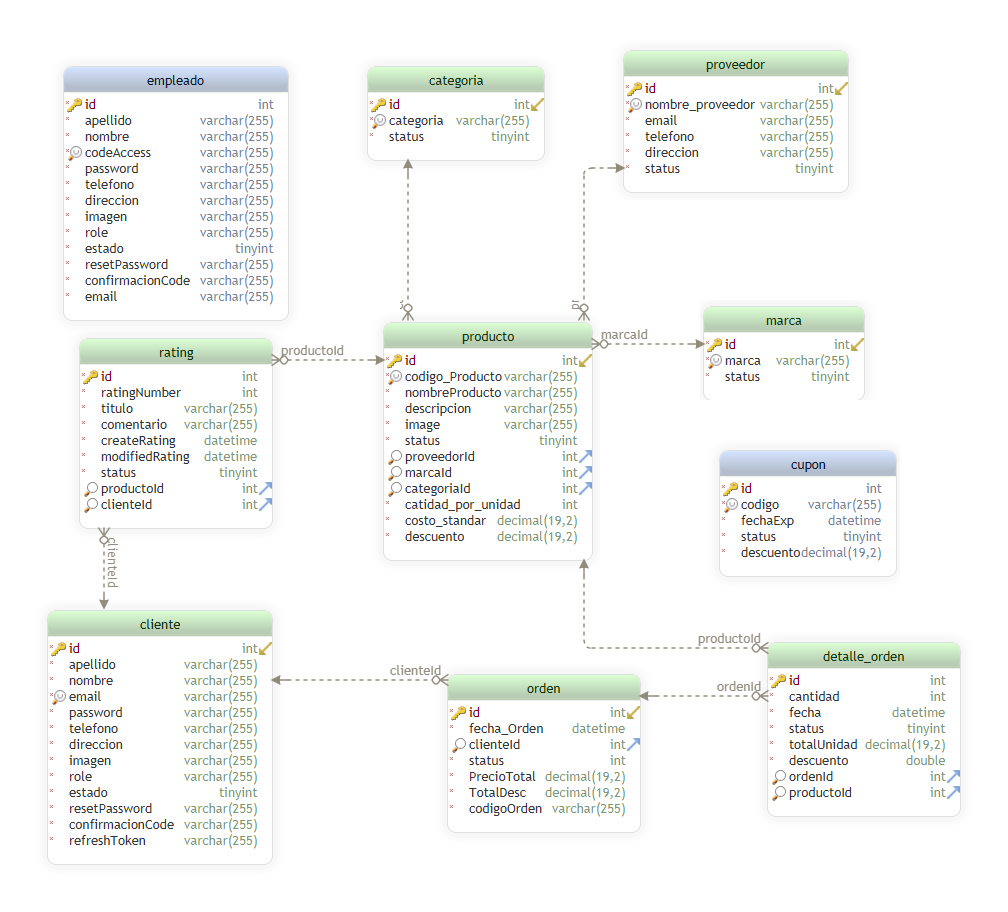 empleado
id int
apellido varchar(255)
nombre varchar(255)
codeAccess varchar(255)
password varchar(255)
telefono varchar(255)
direccion varchar(255)
imagen varchar(255)
role varchar(255)
estado tinyint
resetPassword varchar(255)
confirmacionCode varchar(255)
email varchar(255)
categoria
id int
categoria varchar(255)
status tinyint
proveedor
id int
nombre_proveedor varchar(255)
email varchar(255)
telefono varchar(255)
direccion varchar(255)
status tinyint
rating
id int
ratingNumber int
titulo varchar(255)
comentario varchar(255)
createRating datetime
modifiedRating datetime
status tinyint
productoId int
clienteId int
productoId
producto
id int
codigo_Producto varchar(255)
nombreProducto varchar(255)
descripcion varchar(255)
image varchar(255)
status tinyint
proveedorId int
marcaId int
categoriaId int
catidad_por_unidad int
costo_standar decimal(19,2)
descuento decimal(19,2)
marcaId
marca
id int
marca varchar(255)
status tinyint
cupon
id int
codigo varchar(255)
fechaExp datetime
status tinyint
descuento decimal(19,2)
clienteId
cliente
id int
apellido varchar(255)
nombre varchar(255)
email varchar(255)
password varchar(255)
telefono varchar(255)
direccion varchar(255)
imagen varchar(255)
role varchar(255)
estado tinyint
resetPassword varchar(255)
confirmacionCode varchar(255)
refreshToken varchar(255)
clienteId
orden
id int
fecha_Orden datetime
clienteId int
status int
PrecioTotal decimal(19,2)
TotalDesc decimal(19,2)
codigoOrden varchar(255)
productoId
ordenId
detalle_orden
id int
cantidad int
fecha datetime
status tinyint
totalUnidad decimal(19,2)
descuento double
ordenId int
productoId int